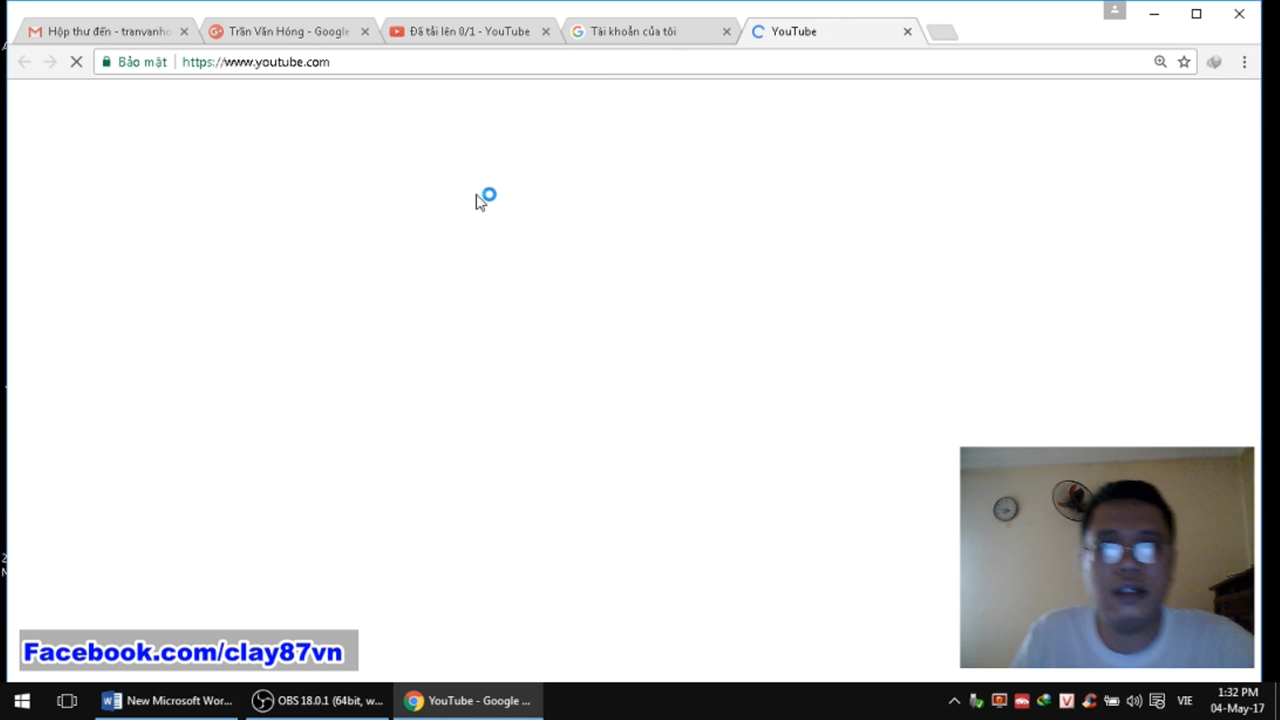 Hộp thư đến - tranvanho
Trần Văn Hóng - Google
Đã tải lên 0/1 - YouTube
Tài khoản của tôi
YouTube
Bảo mật
https://www.youtube.com
Facebook.com/clay87vn
New Microsoft Wor...
OBS 18.0.1 (64bit, w...
YouTube - Google ...
VIE
1:32 PM
04-May-17